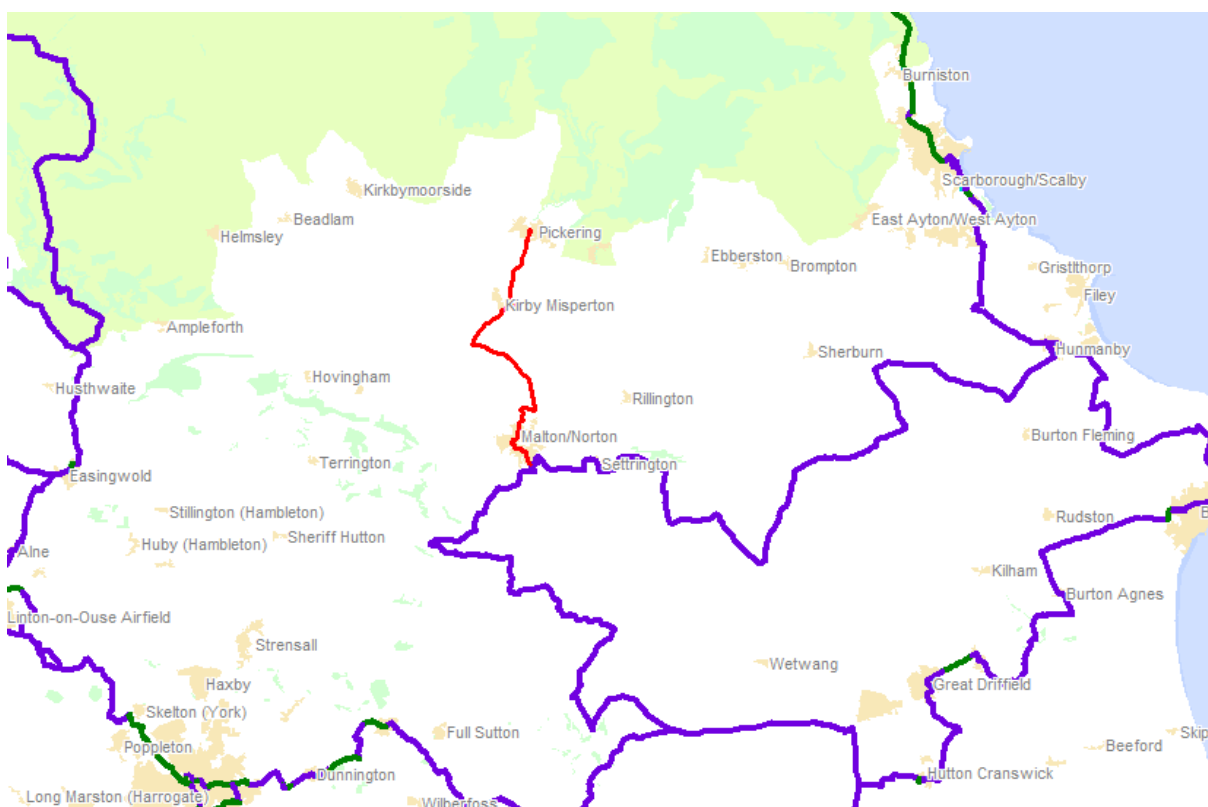 Burniston
Scarborough/Scalby
Kirkbymoorside
Beadlam
East Ayton/West Ayton
Helmsley
Pickering
Ebberston
Brompton
Gristlthorp
Filey
Kirby Misperton
Ampleforth
Sherburn
Hunmanby
Hovingham
Husthwaite
Rillington
Malton/Norton
Burton Fleming
Terrington
Settrington
Easingwold
Stillington (Hambleton)
Rudston
B
Sheriff Hutton
Huby (Hambleton)
Alne
Kilham
Burton Agnes
Linton-on-Ouse Airfield
Strensall
Wetwang
Haxby
Great Driffield
Skelton (York)
Full Sutton
Skip
Poppleton
Beeford
Dunnington
Hutton Cranswick
Long Marston (Harrogate)
Wilberfoss